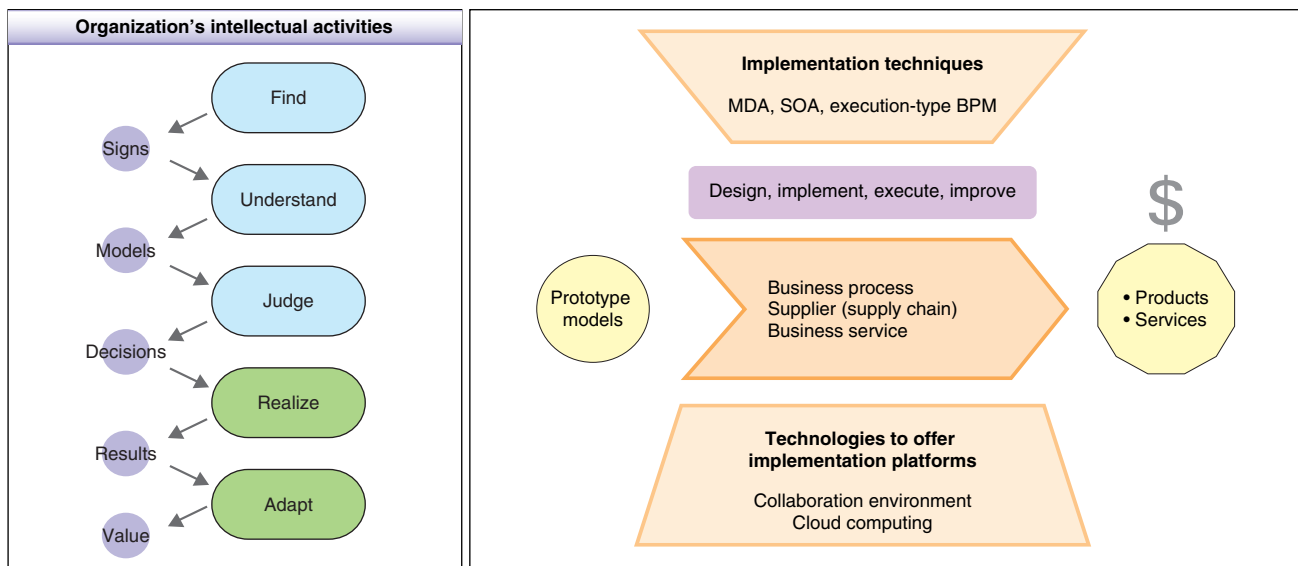 Organization's intellectual activities
Find
Signs
Understand
Models
Judge
Decisions
Realize
Results
Adapt
Value
Implementation techniques
MDA, SOA, execution-type BPM
Design, implement, execute, improve
$
Prototype
models
Business process
Supplier (supply chain)
Business service
• Products
• Services
Technologies to offer
implementation platforms
Collaboration environment
Cloud computing